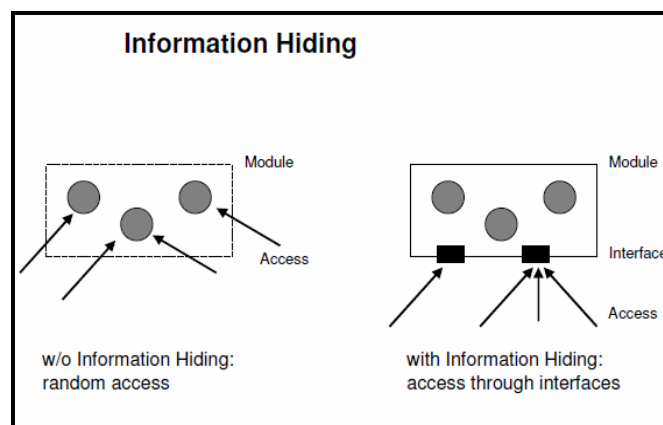 Information Hiding
Module
Access
w/o Information Hiding:
random access
Module
Interface
Access
with Information Hiding:
access through interfaces